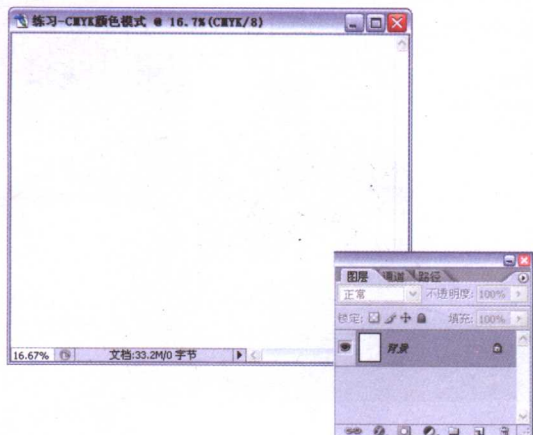 练习-CMYK颜色模式 @ 16.7%(CMYK/8)
16.67% 文档:33.2M/0 字节
图层 通道 路径
正常 不透明度: 100%
锁定: 填充: 100%
背景